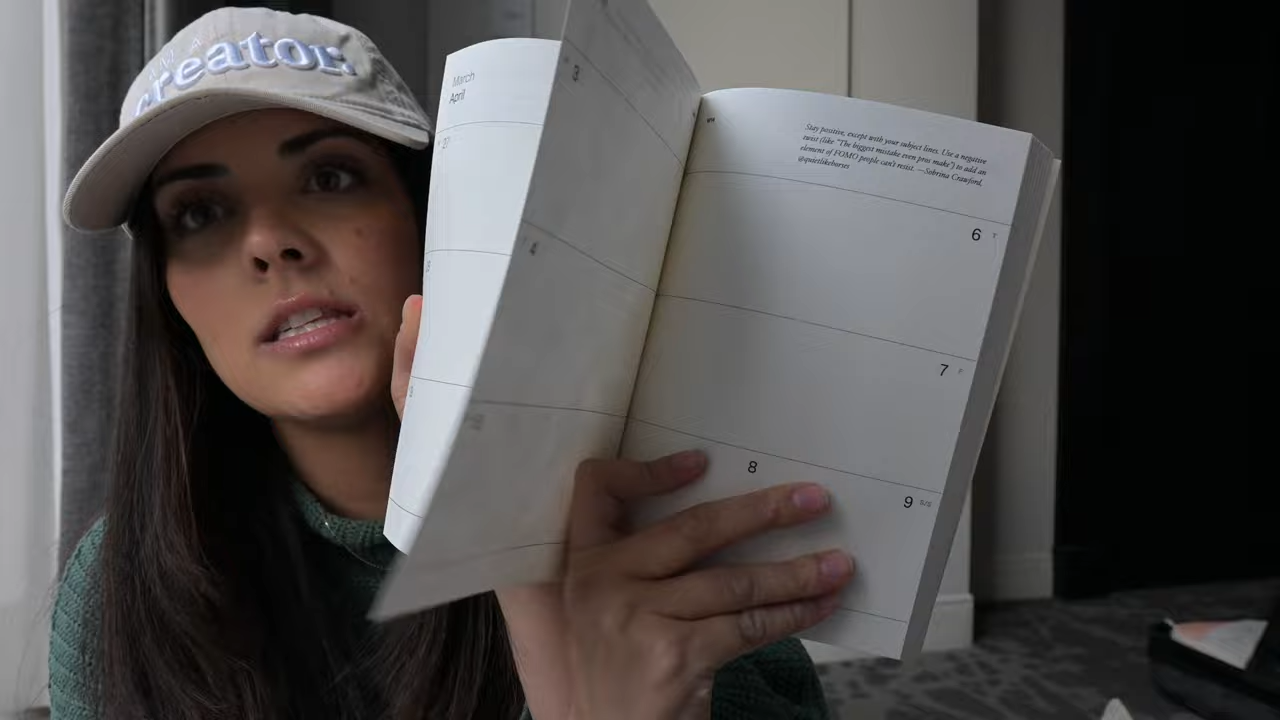 I AM A
creator.
March
April
27
3
4
6 T
7 F
8
9 S/S
Stay positive, except with your subject lines. Use a negative
twist (like "The biggest mistake even pros make") to add an
element of FOMO people can't resist. —Sabrina Crawford,
@quietlikehorses